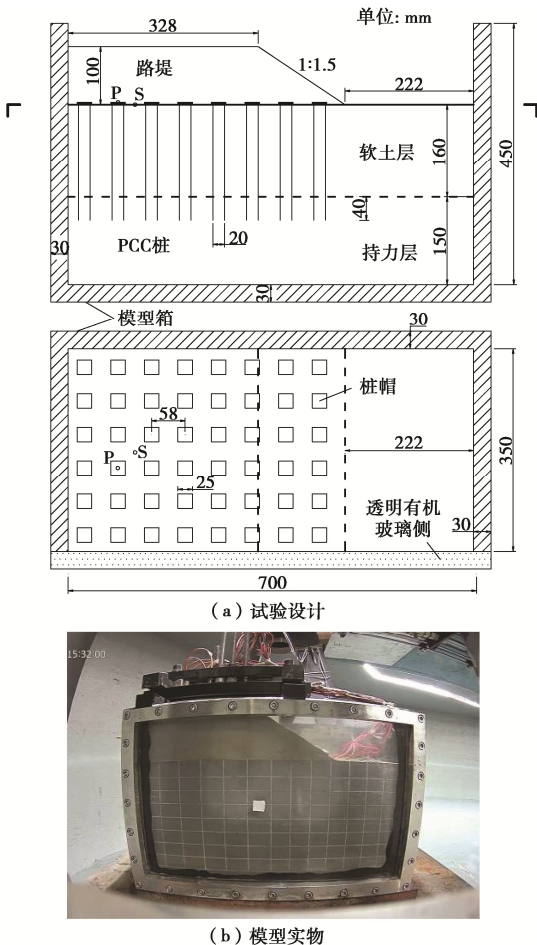 单位: mm
328
1∶1.5
100
路堤
P S
222
软土层
160
450
40
150
30
PCC桩
20
持力层
30
模型箱
30
58
桩帽
P S
222
350
25
透明有机
玻璃侧
30
700
(a)试验设计
15:32:00
(b)模型实物